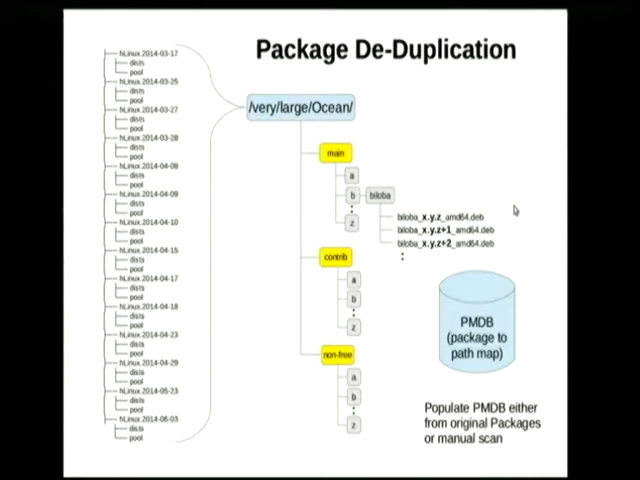 Package De-Duplication
hLinux.2014-03-17
dists
pool
hLinux.2014-03-25
dists
pool
hLinux.2014-03-27
dists
pool
hLinux.2014-03-28
dists
pool
hLinux.2014-04-08
dists
pool
hLinux.2014-04-09
dists
pool
hLinux.2014-04-10
dists
pool
hLinux.2014-04-15
dists
pool
hLinux.2014-04-17
dists
pool
hLinux.2014-04-18
dists
pool
hLinux.2014-04-23
dists
pool
hLinux.2014-04-29
dists
pool
hLinux.2014-05-23
dists
pool
hLinux.2014-06-03
dists
pool
/very/large/Ocean/
main
a
b
biloba
:
z
biloba_x.y.z_amd64.deb
biloba_x.y.z+1_amd64.deb
biloba_x.y.z+2_amd64.deb
:
contrib
a
b
:
z
non-free
a
b
:
z
PMDB
(package to
path map)
Populate PMDB either
from original Packages
or manual scan